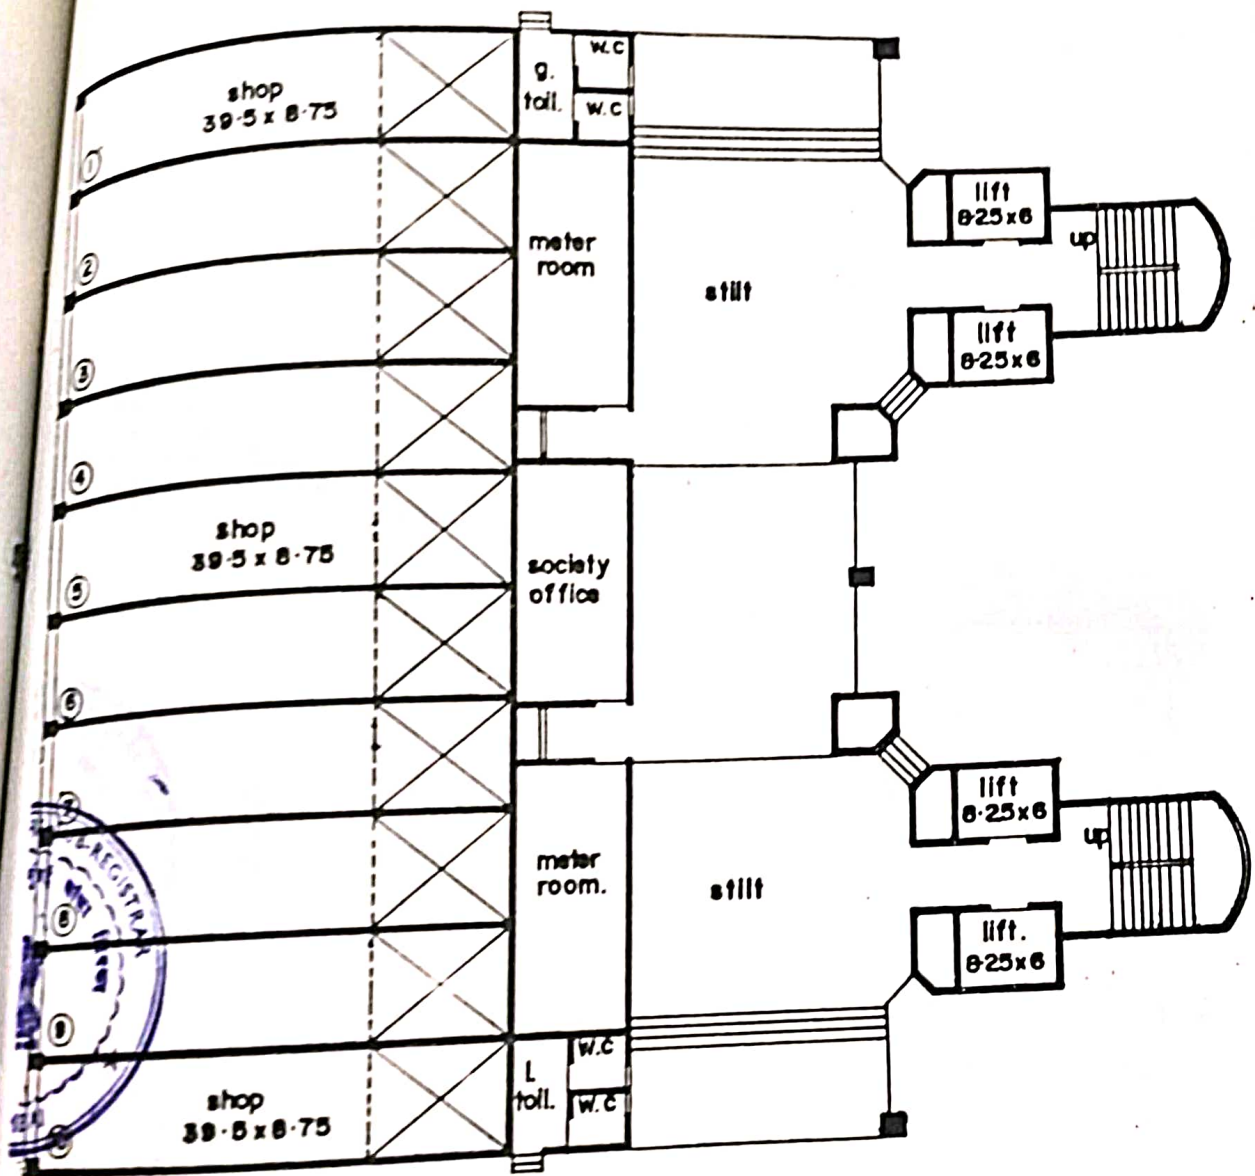 w.c
g.
toil.
w.c
shop
39·5 x 8·75
1
lift
8·25x6
up
meter
room
2
stilt
lift
8·25x6
3
4
shop
39·5 x 8·75
society
office
5
6
lift
8·25x6
7
up
REGISTRAR
meter
room.
stilt
8
lift.
8·25x6
9
W.C
L
toil.
W.C
shop
39·5 x 8·75